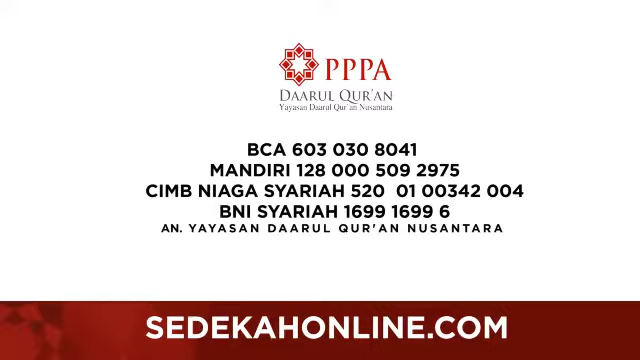 PPPA
DAARUL QUR'AN
Yayasan Daarul Qur'an Nusantara
BCA 603 030 8041
MANDIRI 128 000 509 2975
CIMB NIAGA SYARIAH 520 01 00342 004
BNI SYARIAH 1699 1699 6
AN. YAYASAN DAARUL QUR'AN NUSANTARA
SEDEKAHONLINE.COM